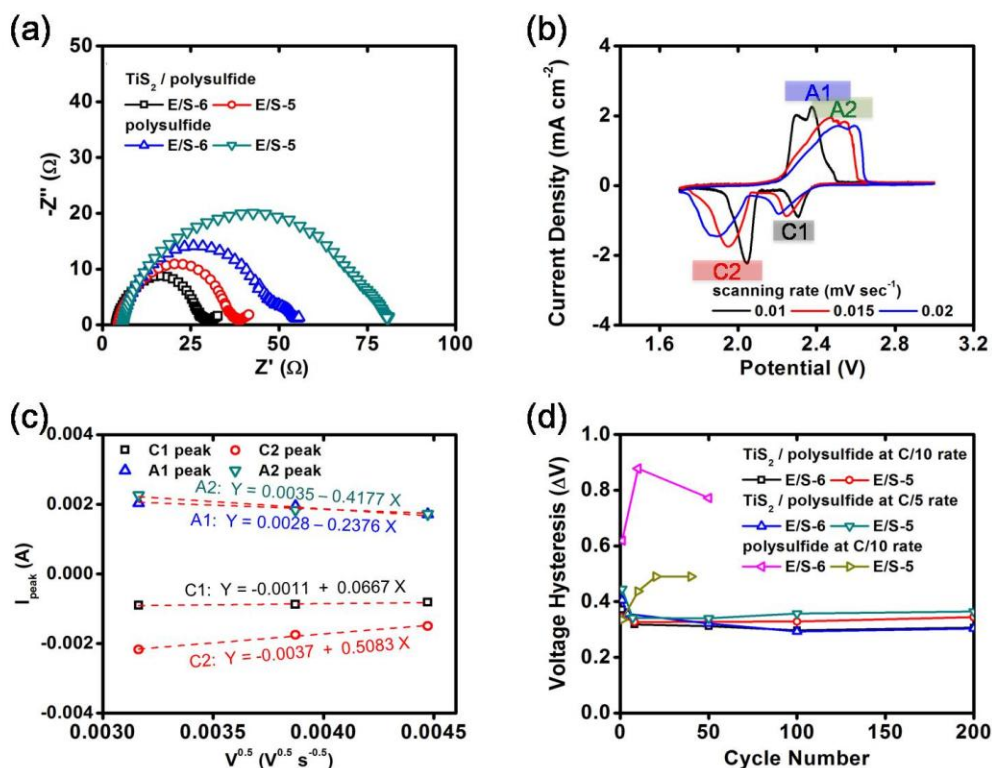 (a)
50
40
30
20
10
0
-Z'' (Ω)
TiS₂ / polysulfide
E/S-6 E/S-5
polysulfide
E/S-6 E/S-5
0 25 50 75 100
Z' (Ω)
(b)
4
2
0
-2
-4
Current Density (mA cm⁻²)
A1
A2
C1
C2
scanning rate (mV sec⁻¹)
0.01 0.015 0.02
1.6 2.0 2.4 2.8 3.2
Potential (V)
(c)
0.004
0.002
0.000
-0.002
-0.004
I_peak (A)
C1 peak C2 peak
A1 peak A2 peak
A2: Y = 0.0035 – 0.4177 X
A1: Y = 0.0028 – 0.2376 X
C1: Y = -0.0011 + 0.0667 X
C2: Y = -0.0037 + 0.5083 X
0.0030 0.0035 0.0040 0.0045
V⁰·⁵ (V⁰·⁵ s⁻⁰·⁵)
(d)
1.0
0.8
0.6
0.4
0.2
0.0
Voltage Hysteresis (ΔV)
TiS₂ / polysulfide at C/10 rate
E/S-6 E/S-5
TiS₂ / polysulfide at C/5 rate
E/S-6 E/S-5
polysulfide at C/10 rate
E/S-6 E/S-5
0 50 100 150 200
Cycle Number